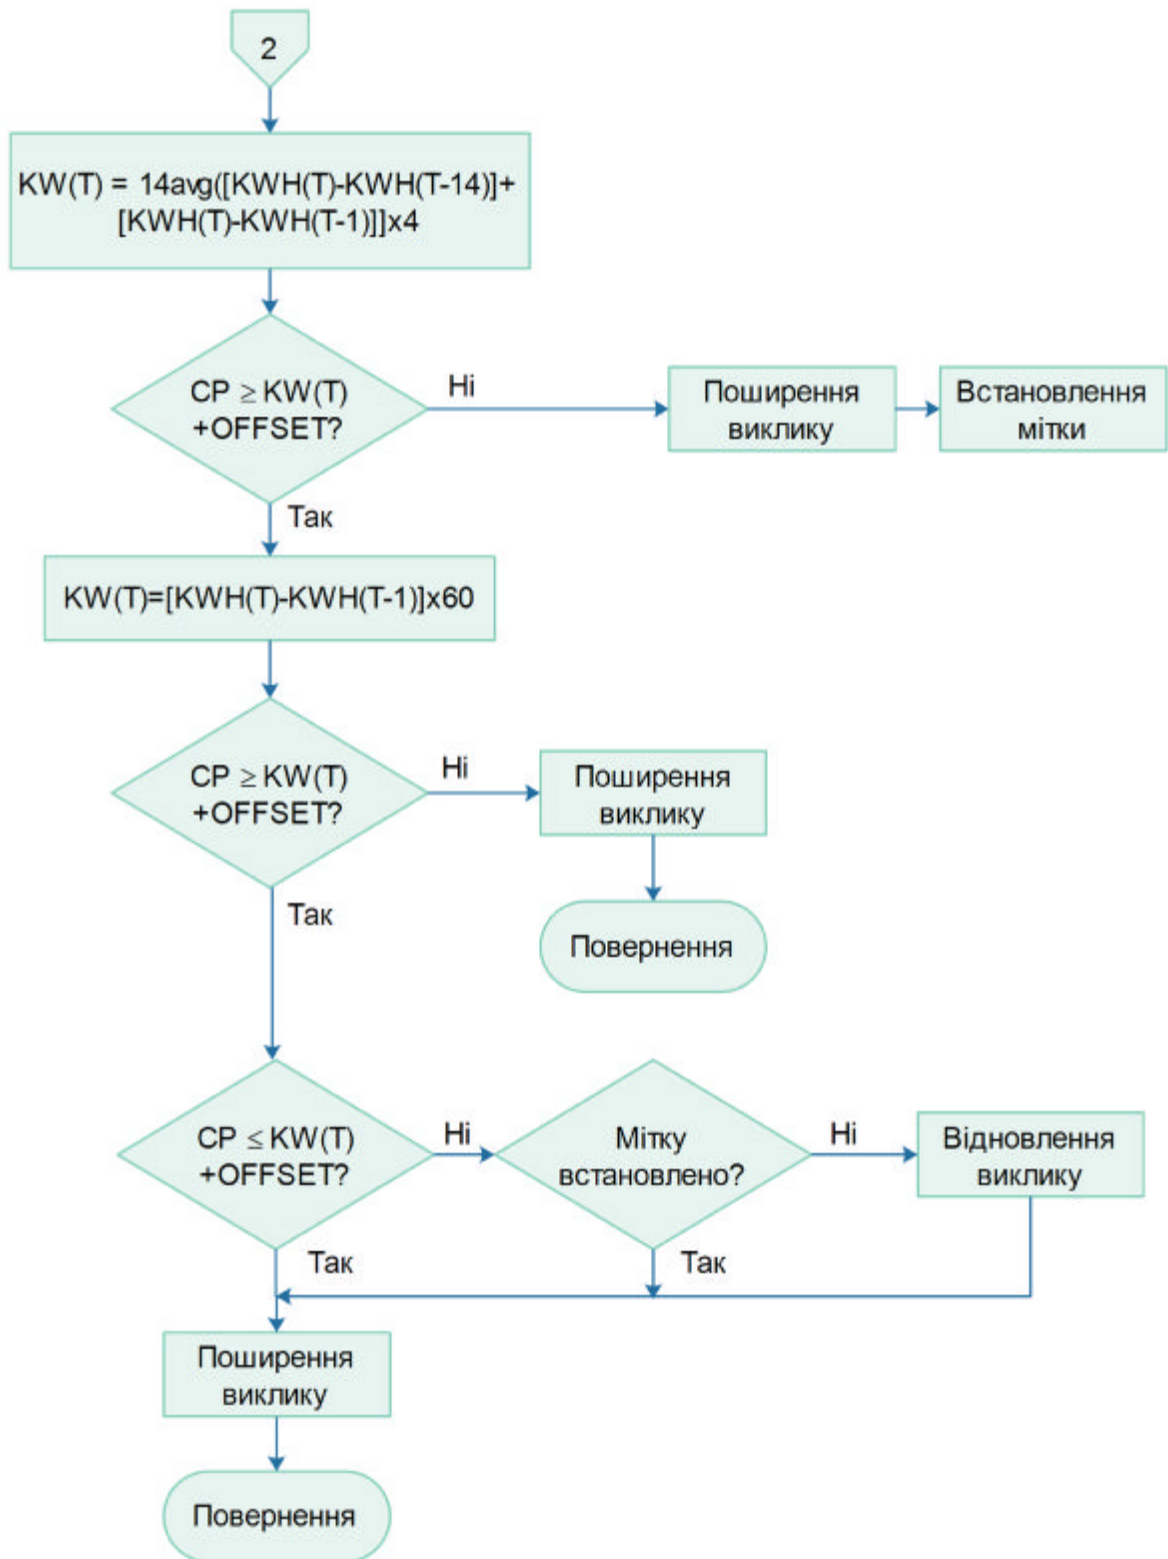 2
KW(T) = 14avg([KWH(T)-KWH(T-14)]+
[KWH(T)-KWH(T-1)]]x4
CP ≥ KW(T)
+OFFSET?
Ні
Поширення
виклику
Встановлення
мітки
Так
KW(T)=[KWH(T)-KWH(T-1)]x60
CP ≥ KW(T)
+OFFSET?
Ні
Поширення
виклику
Так
Повернення
CP ≤ KW(T)
+OFFSET?
Ні
Мітку
встановлено?
Ні
Відновлення
виклику
Так
Так
Поширення
виклику
Повернення